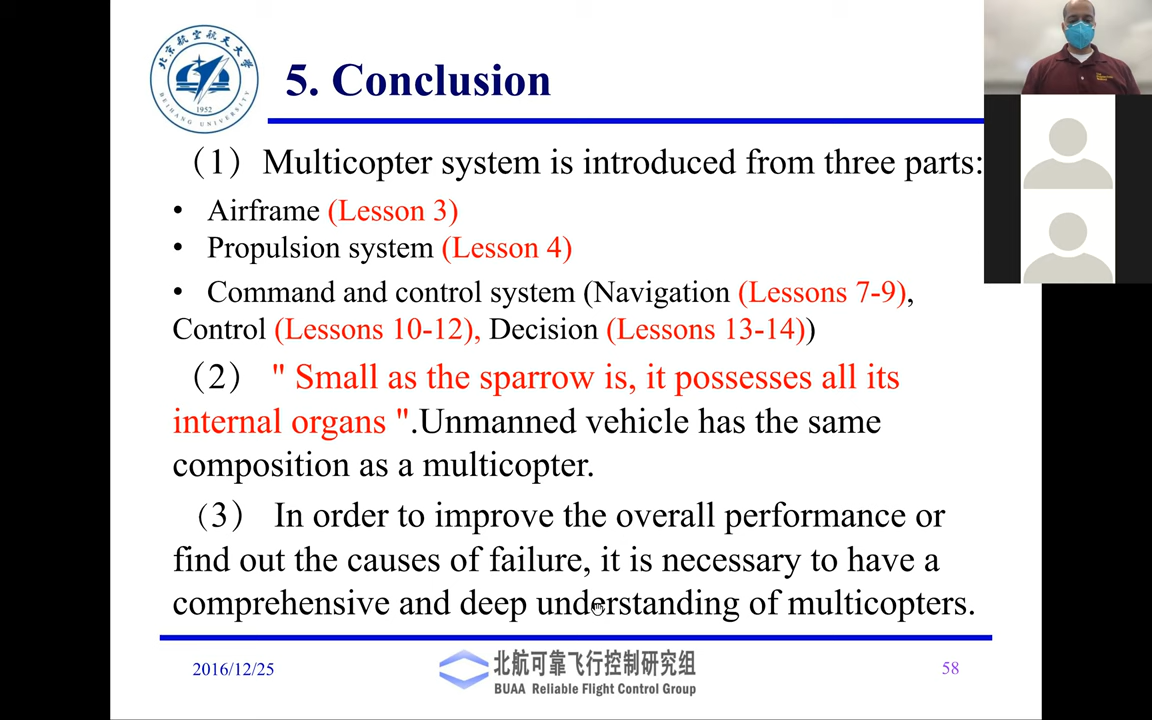 北京航空航天大学
BEIHANG UNIVERSITY
1952
5. Conclusion
（1） Multicopter system is introduced from three parts:
• Airframe (Lesson 3)
• Propulsion system (Lesson 4)
• Command and control system (Navigation (Lessons 7-9),
Control (Lessons 10-12), Decision (Lessons 13-14))
（2） " Small as the sparrow is, it possesses all its
internal organs ".Unmanned vehicle has the same
composition as a multicopter.
（3） In order to improve the overall performance or
find out the causes of failure, it is necessary to have a
comprehensive and deep understanding of multicopters.
2016/12/25
北航可靠飞行控制研究组
BUAA Reliable Flight Control Group
58